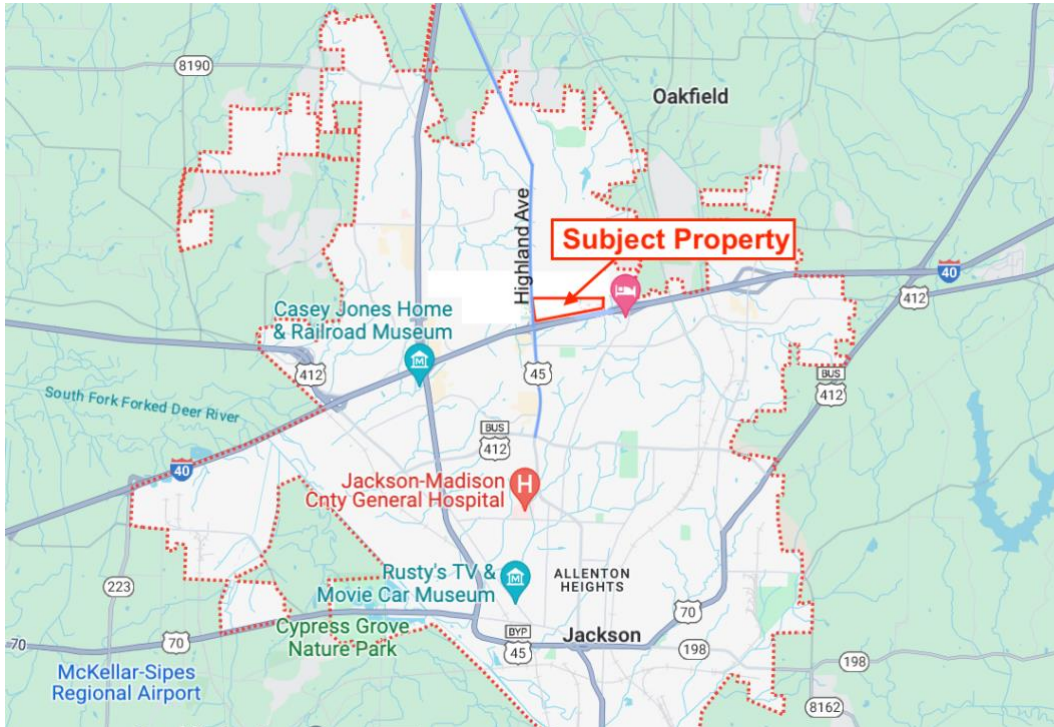 8190
Oakfield
Highland Ave
Subject Property
40
412
Casey Jones Home
& Railroad Museum
M
412
45
BUS
412
South Fork Forked Deer River
BUS
412
40
Jackson-Madison
Cnty General Hospital
H
223
Rusty's TV &
Movie Car Museum
M
ALLENTON
HEIGHTS
70
Cypress Grove
Nature Park
70
70
BYP
45
Jackson
198
198
McKellar-Sipes
Regional Airport
8162